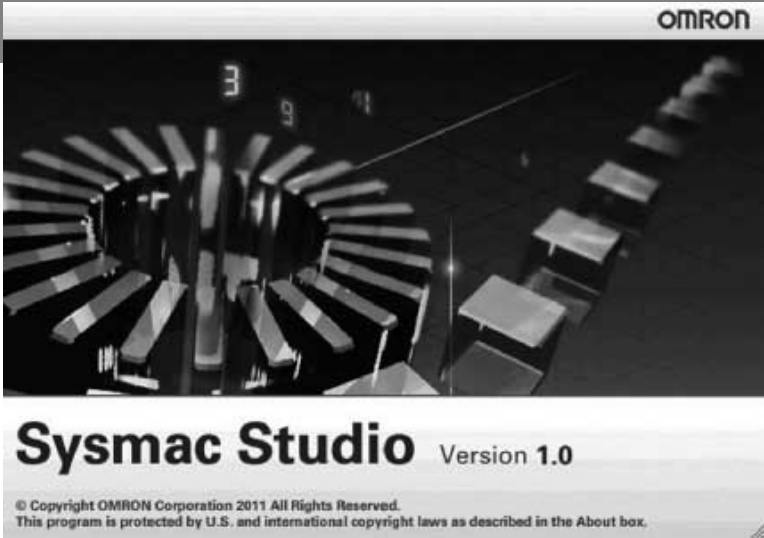 OMRON
3
Sysmac Studio Version 1.0
© Copyright OMRON Corporation 2011 All Rights Reserved.
This program is protected by U.S. and international copyright laws as described in the About box.